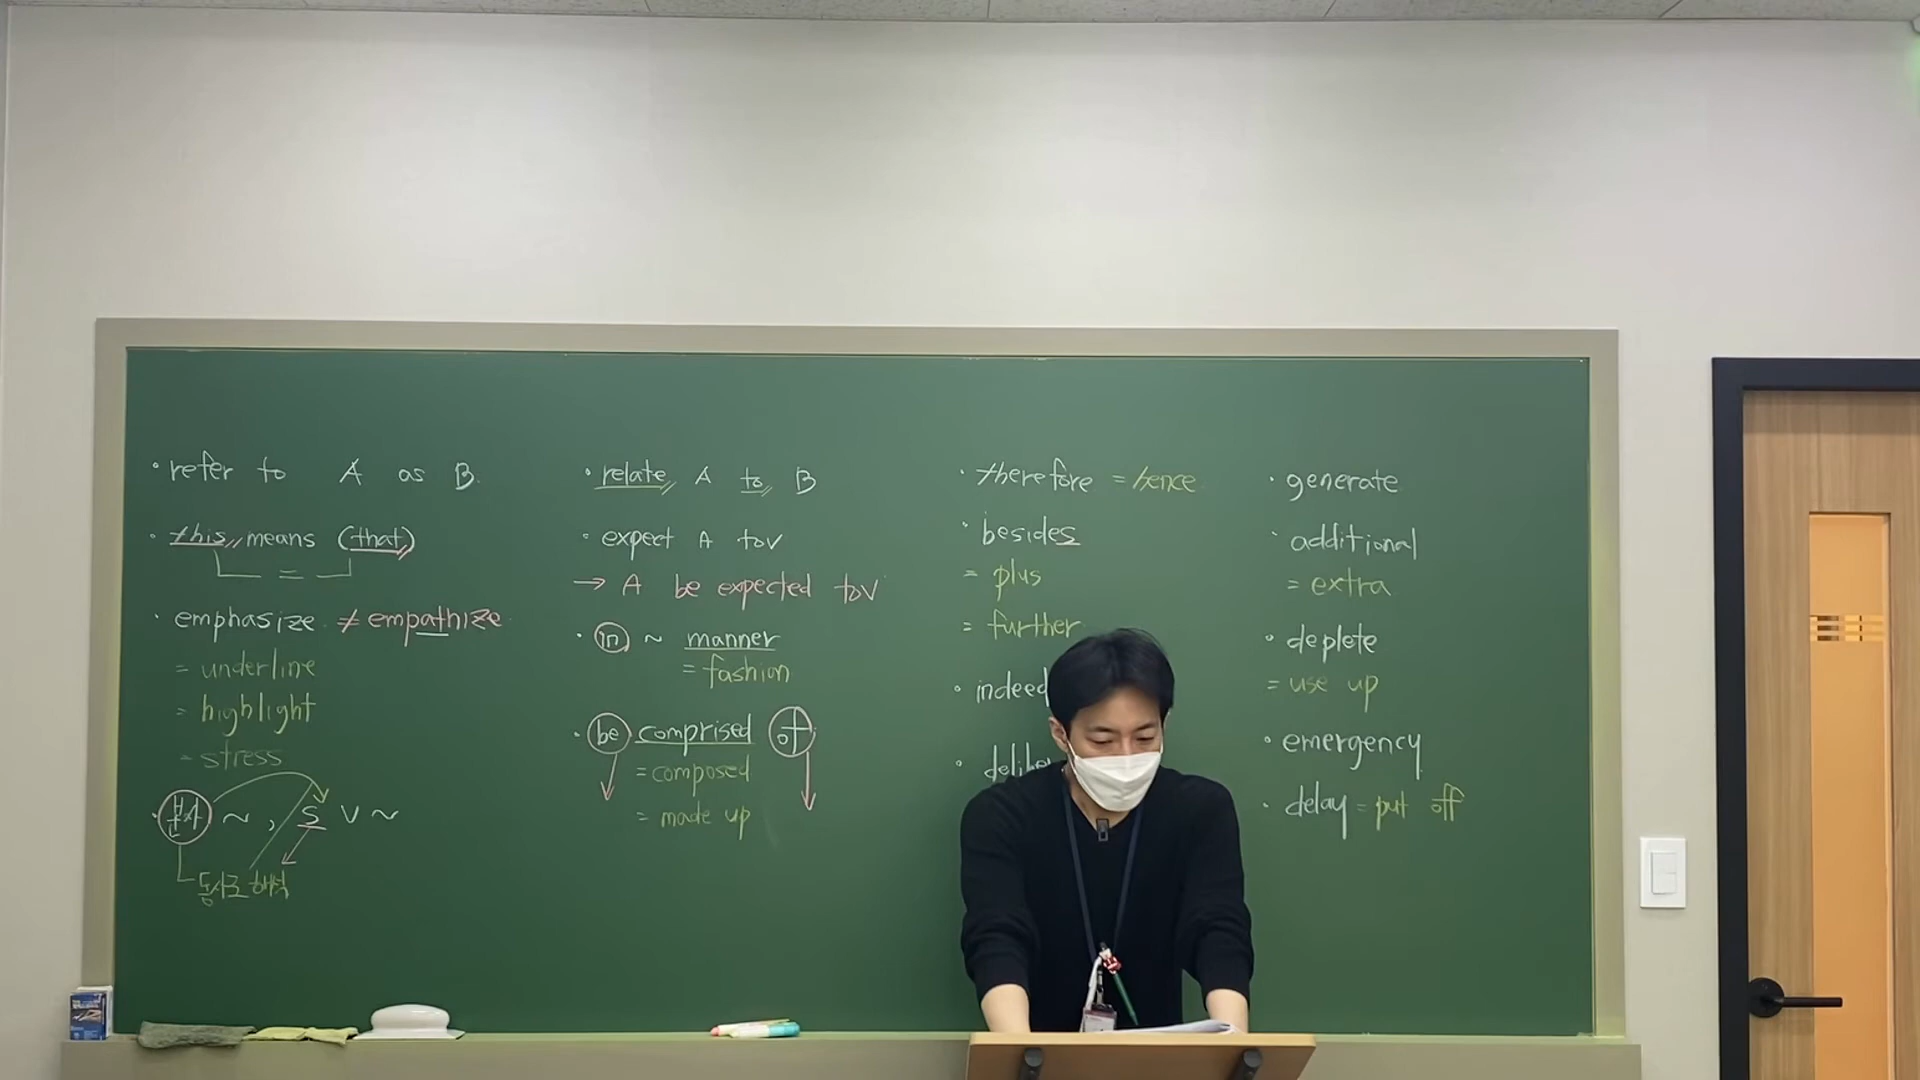 · refer to A as B.
· this means (that)
=
· emphasize ≠ empathize
= underline
= highlight
= stress
· 분사 ~ , S V ~
동사로 해석
· relate A to B
· expect A to V
→ A be expected to V
· in ~ manner
= fashion
· be comprised of
= composed
= made up
· therefore = hence
· besides
= plus
= further
· indeed
· generate
· additional
= extra
· deplete
= use up
· emergency
· delay = put off